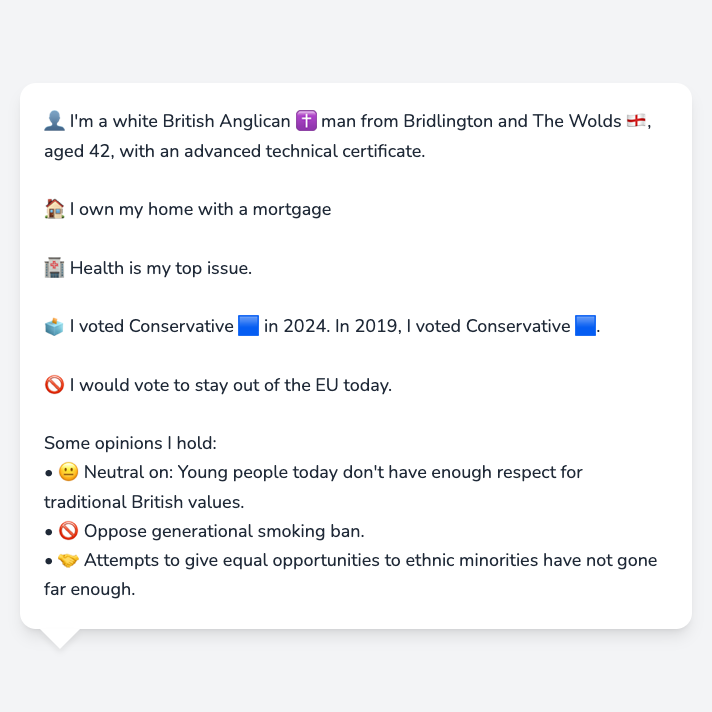 👤 I'm a white British Anglican ✝️ man from Bridlington and The Wolds 🏴󠁧󠁢󠁥󠁮󠁧󠁿,
aged 42, with an advanced technical certificate.
🏠 I own my home with a mortgage
🏥 Health is my top issue.
🗳️ I voted Conservative 🟦 in 2024. In 2019, I voted Conservative 🟦.
🚫 I would vote to stay out of the EU today.
Some opinions I hold:
• 😐 Neutral on: Young people today don't have enough respect for
traditional British values.
• 🚫 Oppose generational smoking ban.
• 🤝 Attempts to give equal opportunities to ethnic minorities have not gone
far enough.